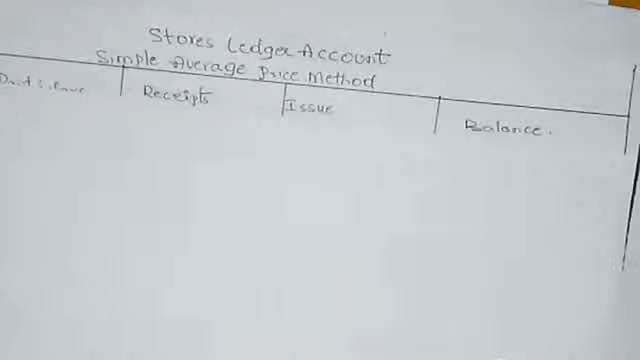 Stores Ledger Account
Simple Average Price Method
Receipts Issue Balance.